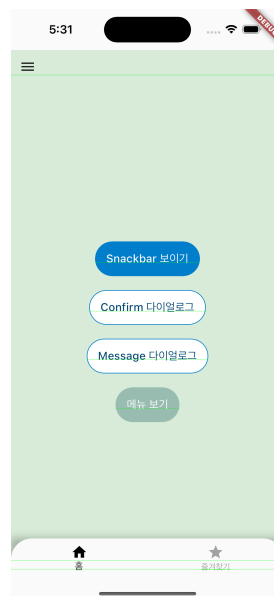 5:31
DEBU
Snackbar 보이기
Confirm 다이얼로그
Message 다이얼로그
메뉴 보기
홈
즐겨찾기